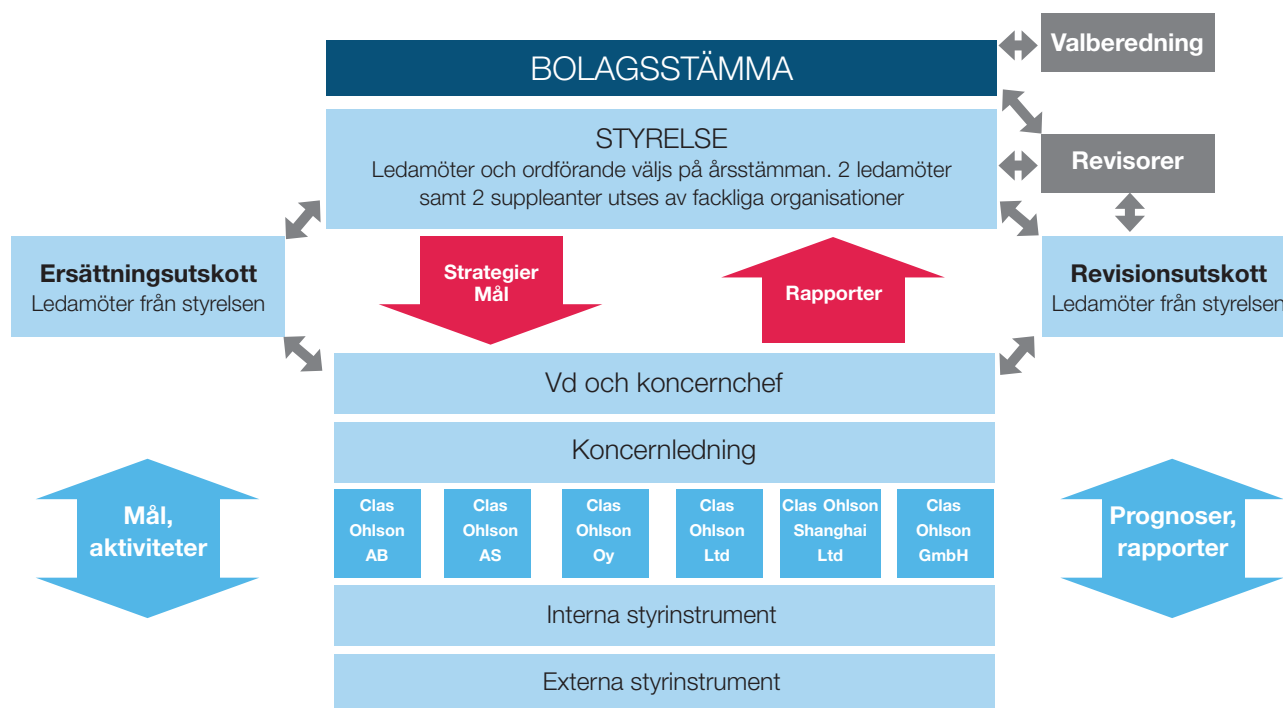 BOLAGSSTÄMMA
Valberedning
STYRELSE
Ledamöter och ordförande väljs på årsstämman. 2 ledamöter
samt 2 suppleanter utses av fackliga organisationer
Revisorer
Ersättningsutskott
Ledamöter från styrelsen
Strategier
Mål
Rapporter
Revisionsutskott
Ledamöter från styrelsen
Vd och koncernchef
Koncernledning
Mål,
aktiviteter
Clas
Ohlson
AB
Clas
Ohlson
AS
Clas
Ohlson
Oy
Clas
Ohlson
Ltd
Clas Ohlson
Shanghai
Ltd
Clas
Ohlson
GmbH
Prognoser,
rapporter
Interna styrinstrument
Externa styrinstrument